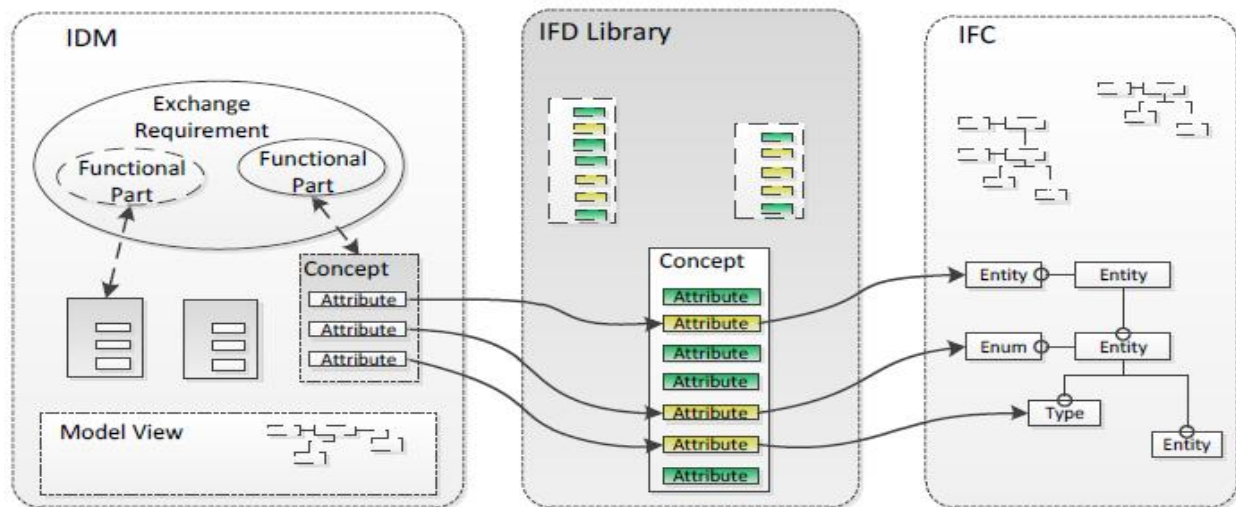 IDM
Exchange
Requirement
Functional
Part
Functional
Part
Concept
Attribute
Attribute
Attribute
Model View
IFD Library
Concept
Attribute
Attribute
Attribute
Attribute
Attribute
Attribute
Attribute
IFC
Entity
Entity
Enum
Entity
Type
Entity